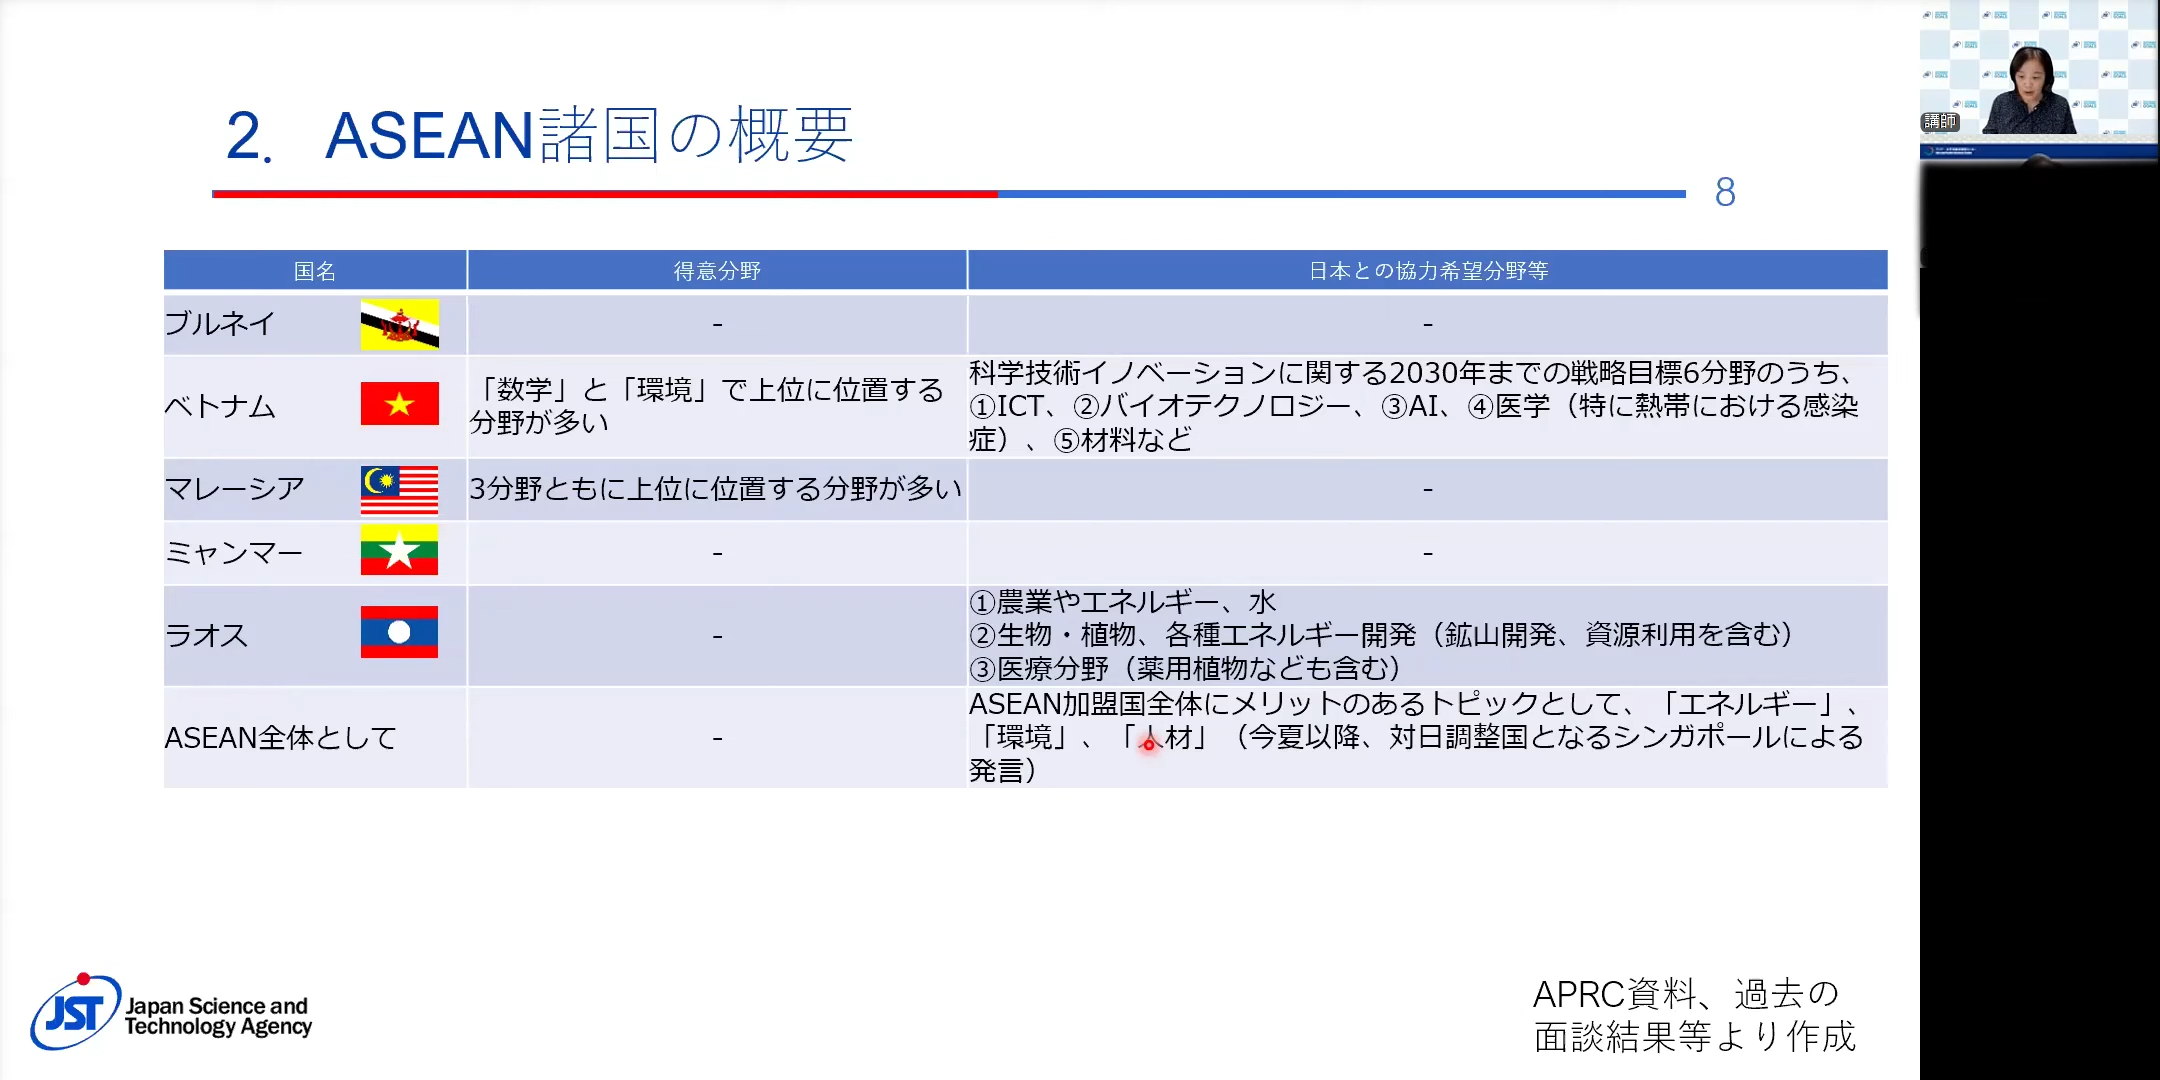 2. ASEAN諸国の概要
8
国名 得意分野 日本との協力希望分野等
ブルネイ - -
ベトナム
「数学」と「環境」で上位に位置する
分野が多い
科学技術イノベーションに関する2030年までの戦略目標6分野のうち、
①ICT、②バイオテクノロジー、③AI、④医学（特に熱帯における感染
症）、⑤材料など
マレーシア 3分野ともに上位に位置する分野が多い -
ミャンマー - -
ラオス -
①農業やエネルギー、水
②生物・植物、各種エネルギー開発（鉱山開発、資源利用を含む）
③医療分野（薬用植物なども含む）
ASEAN全体として -
ASEAN加盟国全体にメリットのあるトピックとして、「エネルギー」、
「環境」、「人材」（今夏以降、対日調整国となるシンガポールによる
発言）
JST
Japan Science and
Technology Agency
APRC資料、過去の
面談結果等より作成
講師